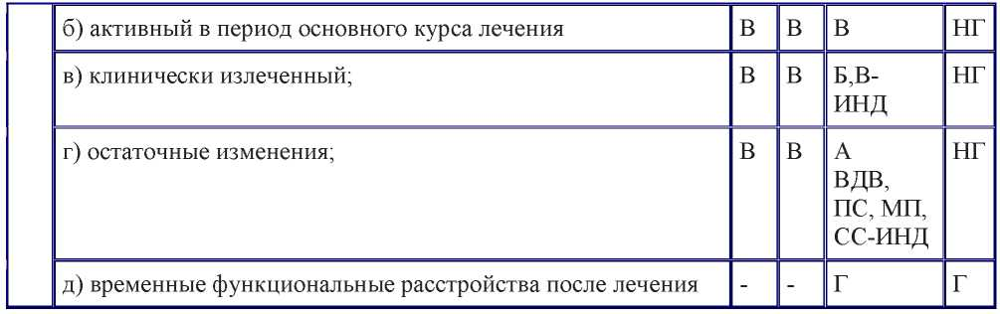 б) активный в период основного курса лечения В В В НГ
в) клинически излеченный; В В Б,В- НГ
ИНД
г) остаточные изменения; В В А НГ
ВДВ,
ПС, МП,
СС-ИНД
д) временные функциональные расстройства после лечения - - Г Г